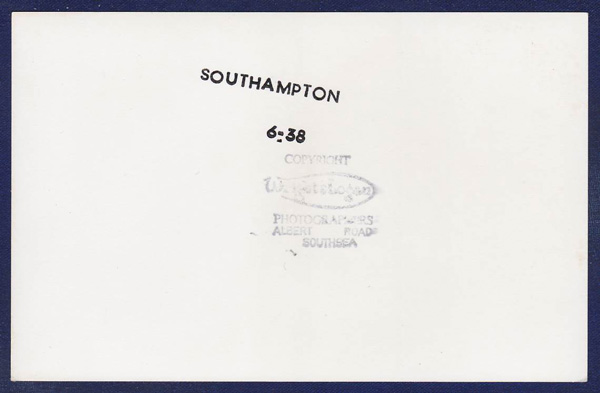 SOUTHAMPTON
6-38
COPYRIGHT
PHOTOGRAPHERS
ALBERT ROAD
SOUTHSEA